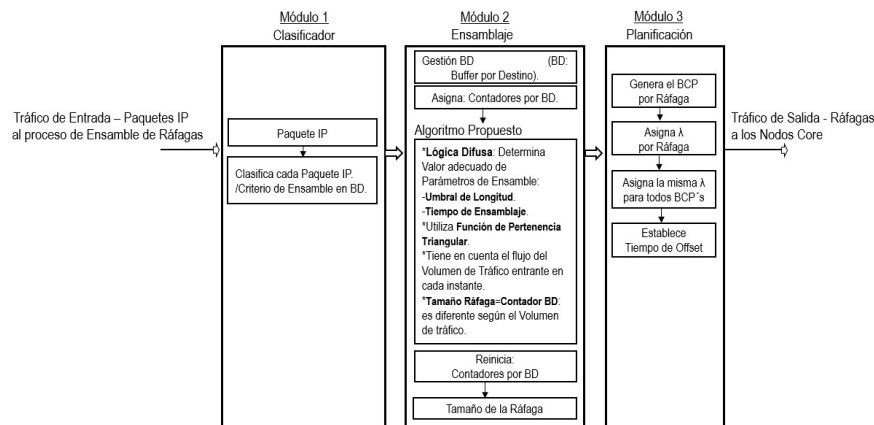 Módulo 1
Clasificador
Módulo 2
Ensamblaje
Módulo 3
Planificación
Tráfico de Entrada – Paquetes IP
al proceso de Ensamble de Ráfagas
Paquete IP
Clasifica cada Paquete IP.
/Criterio de Ensamble en BD.
Gestión BD (BD:
Buffer por Destino).
Asigna: Contadores por BD.
Algoritmo Propuesto
*Lógica Difusa: Determina
Valor adecuado de
Parámetros de Ensamble:
-Umbral de Longitud.
-Tiempo de Ensamblaje.
*Utiliza Función de Pertenencia
Triangular.
*Tiene en cuenta el flujo del
Volumen de Tráfico entrante en
cada instante.
*Tamaño Ráfaga=Contador BD:
es diferente según el Volumen
de tráfico.
Reinicia:
Contadores por BD
Tamaño de la Ráfaga
Genera el BCP
por Ráfaga
Asigna λ
por Ráfaga
Asigna la misma λ
para todos BCP´s
Establece
Tiempo de Offset
Tráfico de Salida - Ráfagas
a los Nodos Core